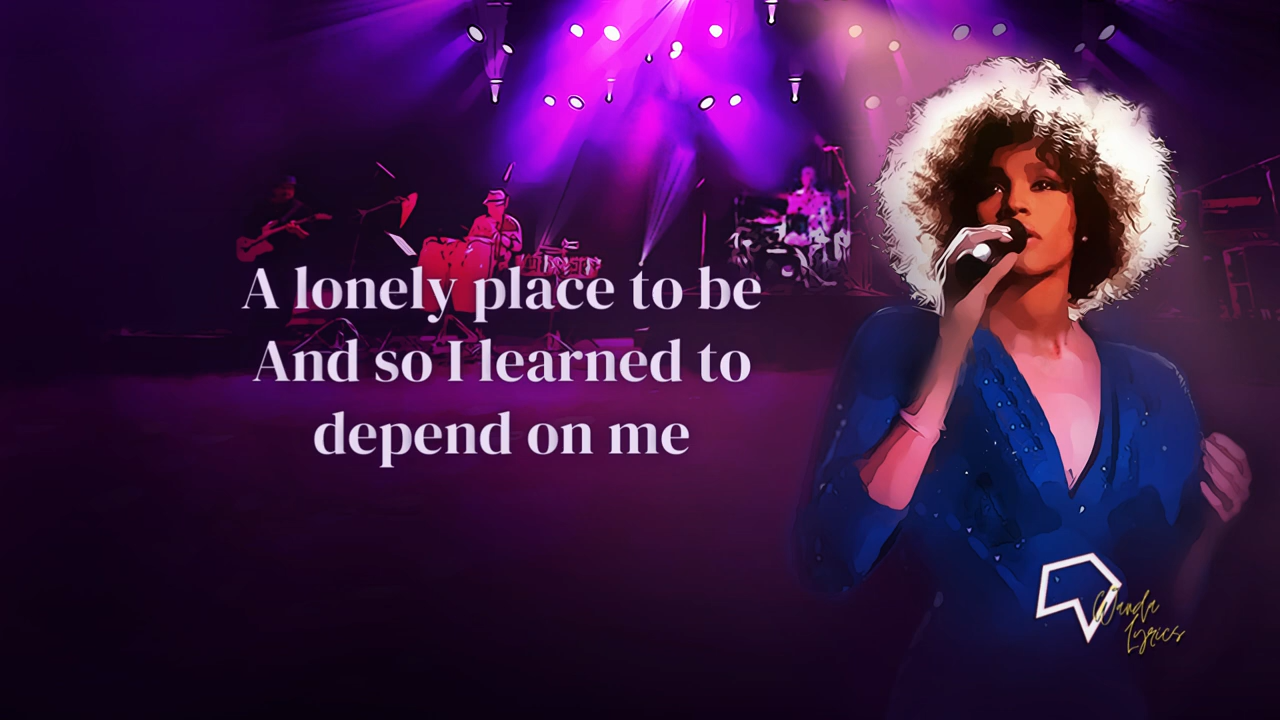 A lonely place to be
And so I learned to
depend on me
Wanda
Lyrics